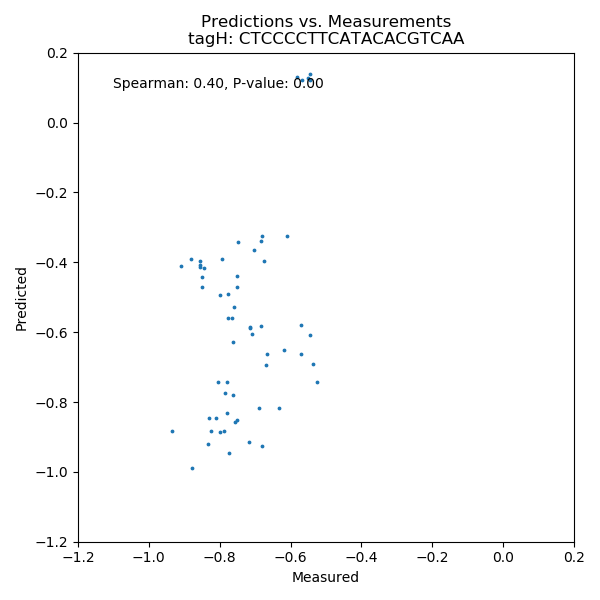 Predictions vs. Measurements
tagH: CTCCCCTTCATACACGTCAA
Spearman: 0.40, P-value: 0.00
0.2
0.0
−0.2
−0.4
−0.6
−0.8
−1.0
−1.2
Predicted
−1.2 −1.0 −0.8 −0.6 −0.4 −0.2 0.0 0.2
Measured